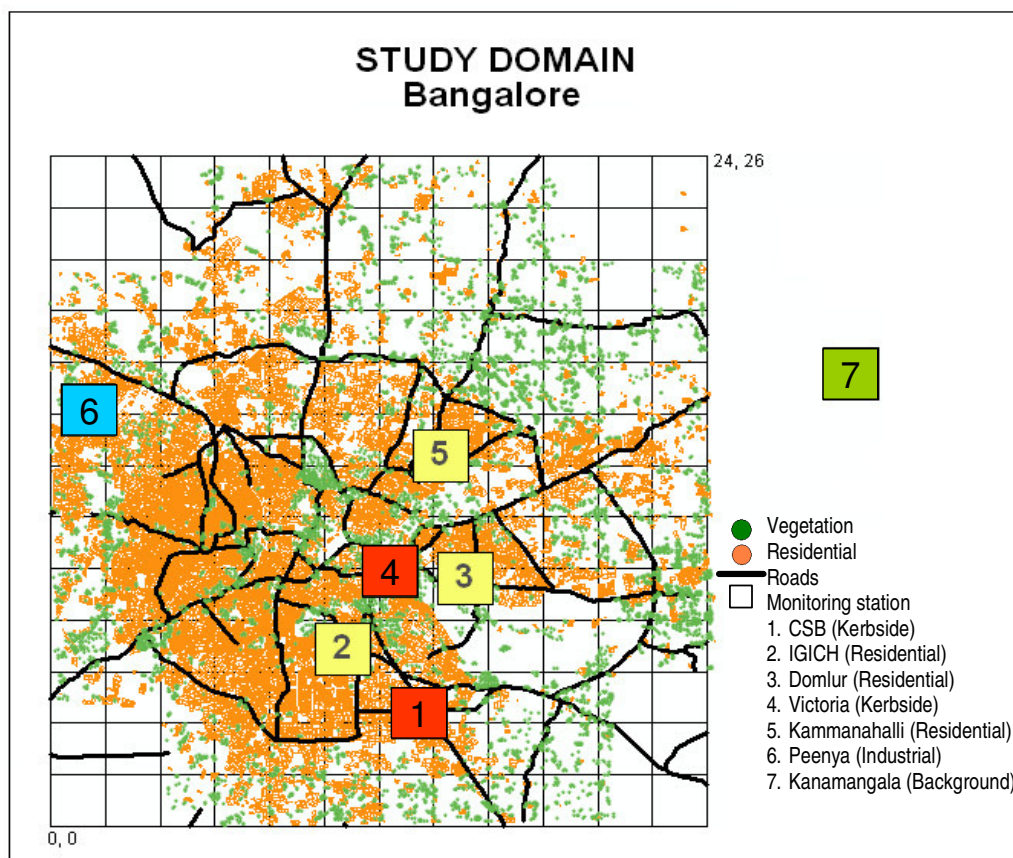 STUDY DOMAIN
Bangalore
24, 26
7
6
5
4
3
2
1
0, 0
Vegetation
Residential
Roads
Monitoring station
1. CSB (Kerbside)
2. IGICH (Residential)
3. Domlur (Residential)
4. Victoria (Kerbside)
5. Kammanahalli (Residential)
6. Peenya (Industrial)
7. Kanamangala (Background)